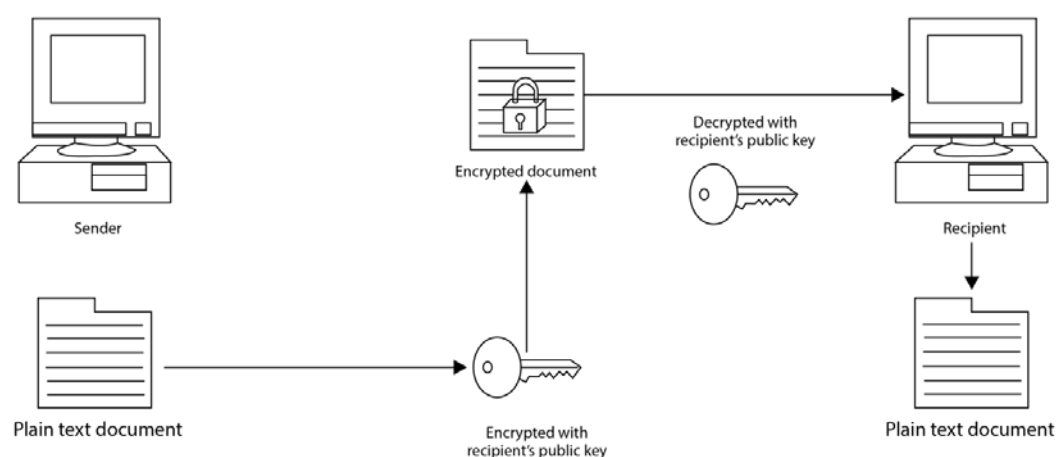 Sender
Encrypted document
Decrypted with
recipient's public key
Recipient
Plain text document
Encrypted with
recipient's public key
Plain text document